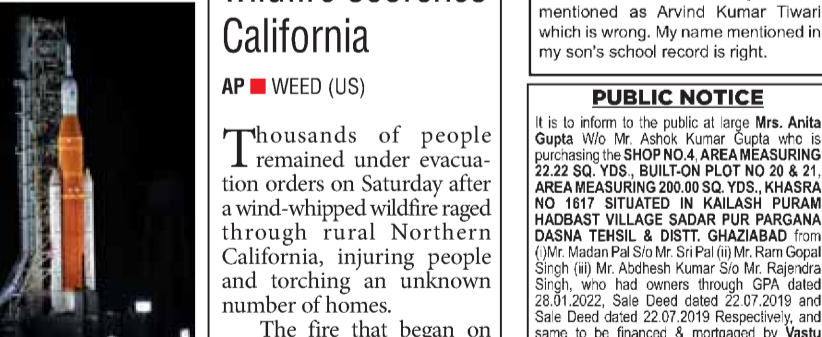 California
AP ■ WEED (US)
Thousands of people
remained under evacua-
tion orders on Saturday after
a wind-whipped wildfire raged
through rural Northern
California, injuring people
and torching an unknown
number of homes.
The fire that began on
mentioned as Arvind Kumar Tiwari
which is wrong. My name mentioned in
my son's school record is right.
PUBLIC NOTICE
It is to inform to the public at large Mrs. Anita
Gupta W/o Mr. Ashok Kumar Gupta who is
purchasing the SHOP NO.4, AREA MEASURING
22.22 SQ. YDS., BUILT-ON PLOT NO 20 & 21,
AREA MEASURING 200.00 SQ. YDS., KHASRA
NO 1617 SITUATED IN KAILASH PURAM
HADBAST VILLAGE SADAR PUR PARGANA
DASNA TEHSIL & DISTT. GHAZIABAD from
(i)Mr. Madan Pal S/o Mr. Sri Pal (ii) Mr. Ram Gopal
Singh (iii) Mr. Abdhesh Kumar S/o Mr. Rajendra
Singh, who had owners through GPA dated
28.01.2022, Sale Deed dated 22.07.2019 and
Sale Deed dated 22.07.2019 Respectively, and
same to be financed & mortgaged by Vastu